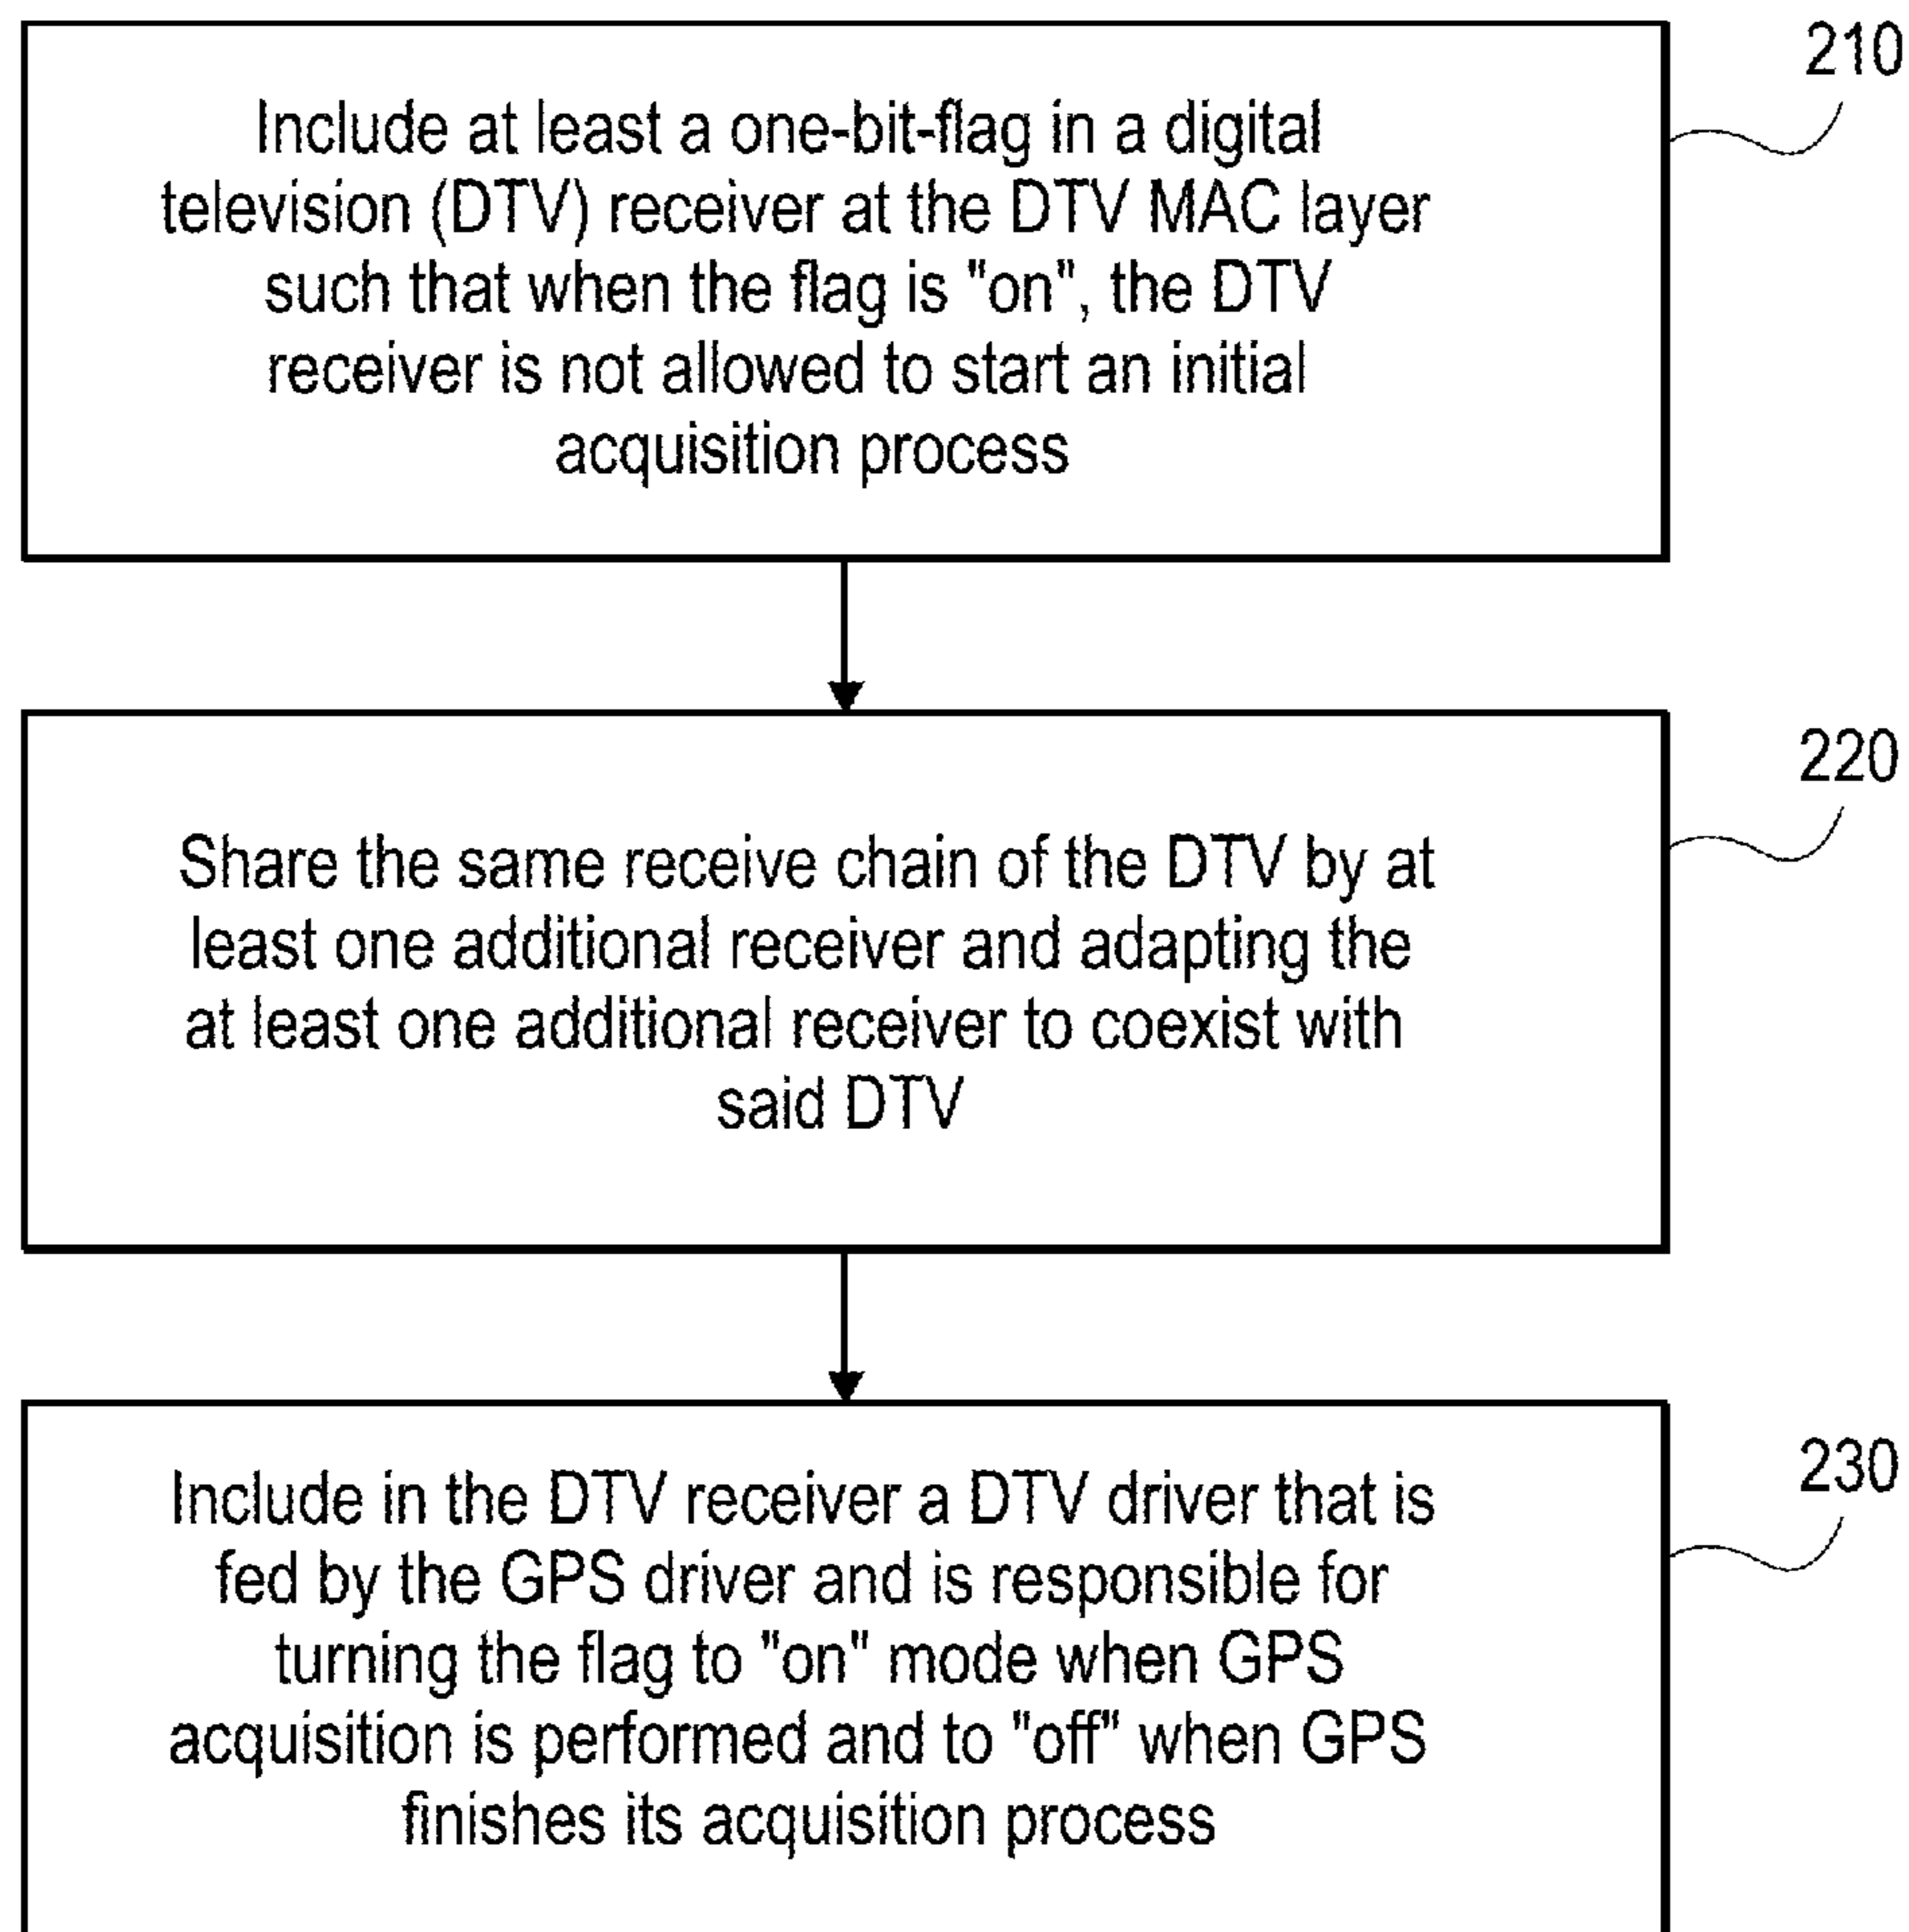 210
Include at least a one-bit-flag in a digital
television (DTV) receiver at the DTV MAC layer
such that when the flag is "on", the DTV
receiver is not allowed to start an initial
acquisition process
220
Share the same receive chain of the DTV by at
least one additional receiver and adapting the
at least one additional receiver to coexist with
said DTV
230
Include in the DTV receiver a DTV driver that is
fed by the GPS driver and is responsible for
turning the flag to "on" mode when GPS
acquisition is performed and to "off" when GPS
finishes its acquisition process